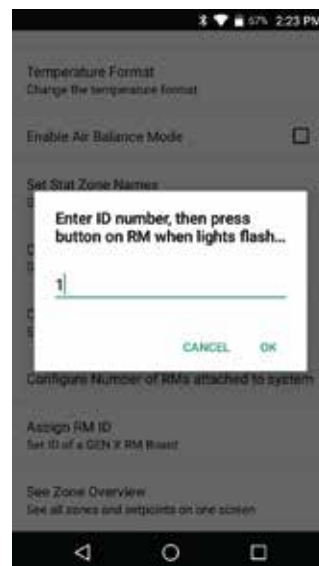 67% 2:23 PM
Temperature Format
Change the temperature format
Enable Air Balance Mode
Set Stat Zone Names
Enter ID number, then press
button on RM when lights flash...
1
CANCEL OK
Configure Number of RMs attached to system
Assign RM ID
Set ID of a GEN X RM Board
See Zone Overview
See all zones and setpoints on one screen